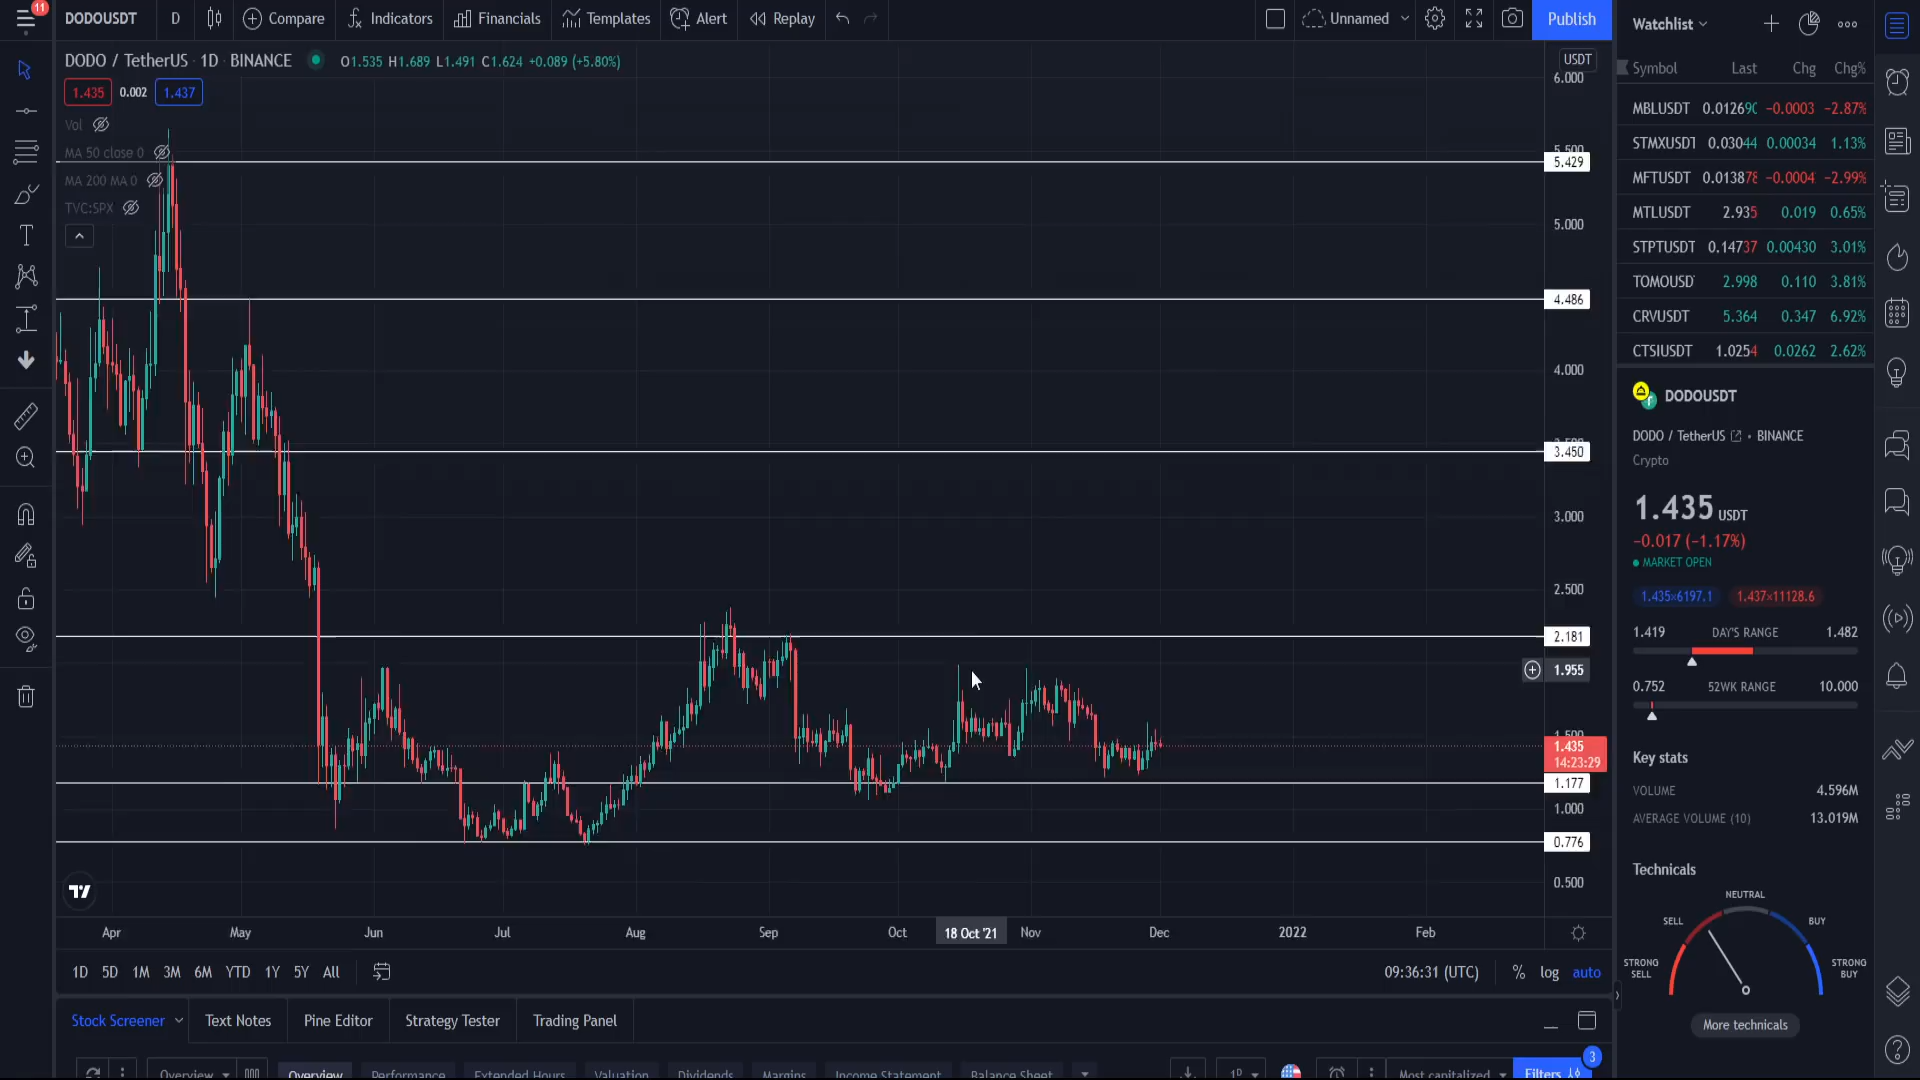 11
DODOUSDT D Compare Indicators Financials Templates Alert Replay Unnamed Publish
DODO / TetherUS · 1D · BINANCE O1.535 H1.689 L1.491 C1.624 +0.089 (+5.80%)
1.435 0.002 1.437
Vol
MA 50 close 0
MA 200 MA 0
TVC:SPX
USDT
6.000
5.429
5.000
4.486
4.000
3.450
3.000
2.500
2.181
1.955
1.435
14:23:29
1.177
1.000
0.776
0.500
Apr May Jun Jul Aug Sep Oct 18 Oct '21 Nov Dec 2022 Feb
1D 5D 1M 3M 6M YTD 1Y 5Y All 09:36:31 (UTC) % log auto
Stock Screener Text Notes Pine Editor Strategy Tester Trading Panel
Overview Overview Performance Extended Hours Valuation Dividends Margins Income Statement Balance Sheet 1D Most capitalized Filters 3
Watchlist
Symbol Last Chg Chg%
MBLUSDT 0.01269 -0.0003 -2.87%
STMXUSDT 0.03044 0.00034 1.13%
MFTUSDT 0.013878 -0.0004 -2.99%
MTLUSDT 2.935 0.019 0.65%
STPTUSDT 0.14737 0.00430 3.01%
TOMOUSD 2.998 0.110 3.81%
CRVUSDT 5.364 0.347 6.92%
CTSIUSDT 1.0254 0.0262 2.62%
DODOUSDT
DODO / TetherUS • BINANCE
Crypto
1.435 USDT
−0.017 (−1.17%)
MARKET OPEN
1.435×6197.1 1.437×11128.6
1.419 DAY'S RANGE 1.482
0.752 52WK RANGE 10.000
Key stats
VOLUME 4.596M
AVERAGE VOLUME (10) 13.019M
Technicals
NEUTRAL
SELL BUY
STRONG SELL STRONG BUY
More technicals